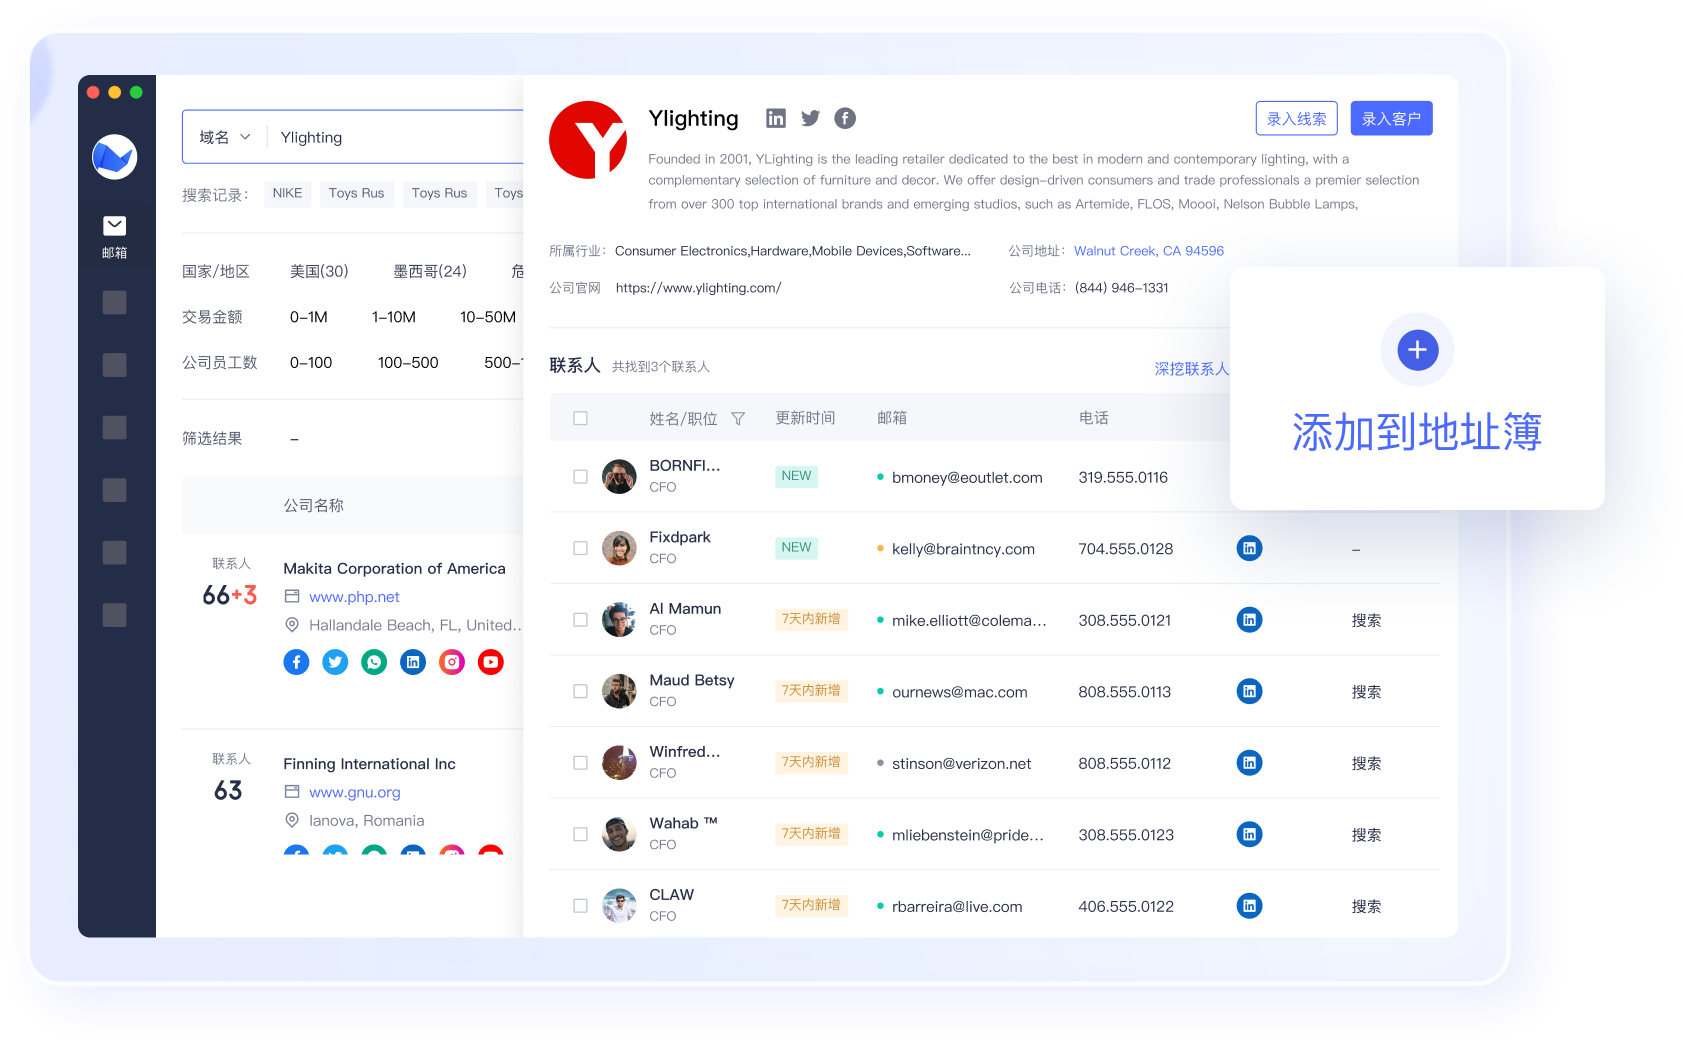 邮箱
域名
Ylighting
搜索记录：
NIKE
Toys Rus
Toys Rus
Toys
国家/地区
美国(30)
墨西哥(24)
危
交易金额
0-1M
1-10M
10-50M
公司员工数
0-100
100-500
筛选结果
–
公司名称
联系人
66+3
Makita Corporation of America
www.php.net
Hallandale Beach, FL, United...
联系人
63
Finning International Inc
www.gnu.org
Ianova, Romania
Y
Ylighting
录入线索
录入客户
Founded in 2001, YLighting is the leading retailer dedicated to the best in modern and contemporary lighting, with a
complementary selection of furniture and decor. We offer design-driven consumers and trade professionals a premier selection
from over 300 top international brands and emerging studios, such as Artemide, FLOS, Moooi, Nelson Bubble Lamps,
所属行业：
Consumer Electronics,Hardware,Mobile Devices,Software...
公司地址：
Walnut Creek, CA 94596
公司官网
https://www.ylighting.com/
公司电话：
(844) 946-1331
联系人
共找到3个联系人
深挖联系人
姓名/职位
更新时间
邮箱
电话
BORNFI...
CFO
NEW
bmoney@eoutlet.com
319.555.0116
Fixdpark
CFO
NEW
kelly@braintncy.com
704.555.0128
–
Al Mamun
CFO
7天内新增
mike.elliott@colema...
308.555.0121
搜索
Maud Betsy
CFO
7天内新增
ournews@mac.com
808.555.0113
搜索
Winfred...
CFO
7天内新增
stinson@verizon.net
808.555.0112
搜索
Wahab ™
CFO
7天内新增
mliebenstein@pride...
308.555.0123
搜索
CLAW
CFO
7天内新增
rbarreira@live.com
406.555.0122
搜索
添加到地址簿